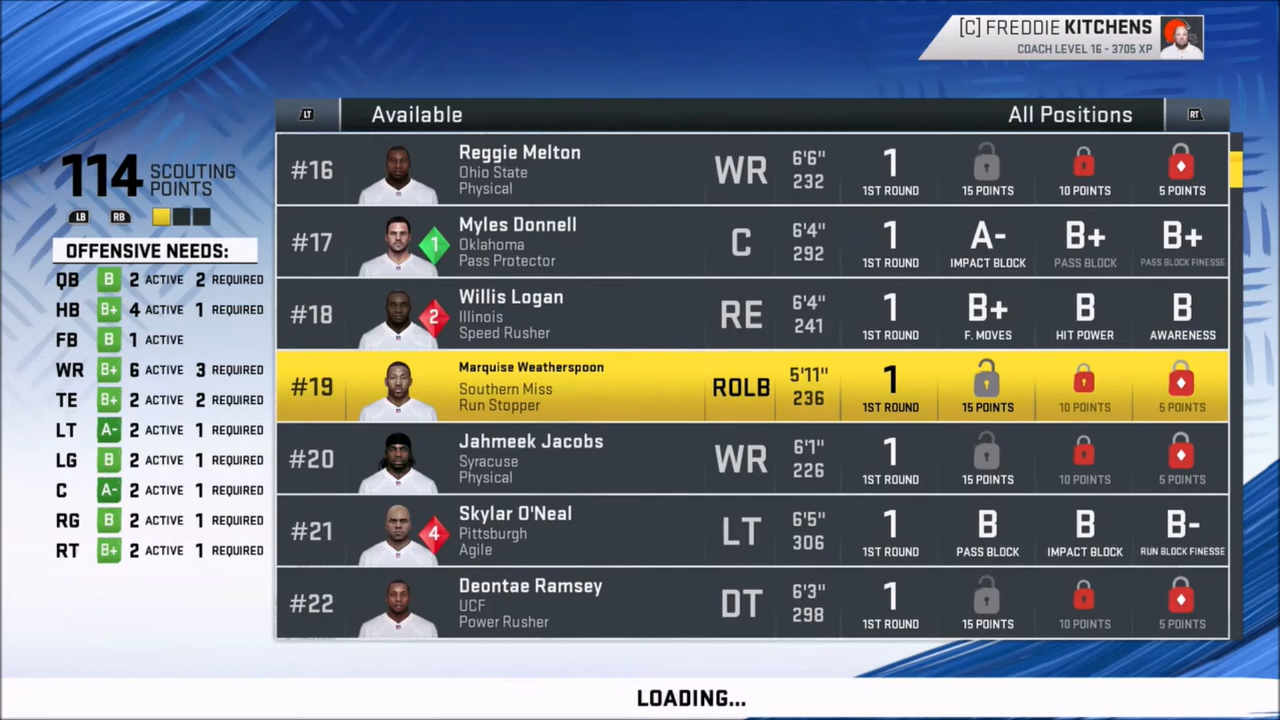 [C] FREDDIE KITCHENS
COACH LEVEL 16 - 3705 XP
LT Available All Positions RT
114 SCOUTING POINTS
LB RB
OFFENSIVE NEEDS:
QB B 2 ACTIVE 2 REQUIRED
HB B+ 4 ACTIVE 1 REQUIRED
FB B 1 ACTIVE
WR B+ 6 ACTIVE 3 REQUIRED
TE B+ 2 ACTIVE 2 REQUIRED
LT A- 2 ACTIVE 1 REQUIRED
LG B 2 ACTIVE 1 REQUIRED
C A- 2 ACTIVE 1 REQUIRED
RG B 2 ACTIVE 1 REQUIRED
RT B+ 2 ACTIVE 1 REQUIRED
#16 Reggie Melton WR 6'6" 1
Ohio State 232 1ST ROUND 15 POINTS 10 POINTS 5 POINTS
Physical
#17 1 Myles Donnell C 6'4" 1 A- B+ B+
Oklahoma 292 1ST ROUND IMPACT BLOCK PASS BLOCK PASS BLOCK FINESSE
Pass Protector
#18 2 Willis Logan RE 6'4" 1 B+ B B
Illinois 241 1ST ROUND F. MOVES HIT POWER AWARENESS
Speed Rusher
#19 Marquise Weatherspoon ROLB 5'11" 1
Southern Miss 236 1ST ROUND 15 POINTS 10 POINTS 5 POINTS
Run Stopper
#20 Jahmeek Jacobs WR 6'1" 1
Syracuse 226 1ST ROUND 15 POINTS 10 POINTS 5 POINTS
Physical
#21 4 Skylar O'Neal LT 6'5" 1 B B B-
Pittsburgh 306 1ST ROUND PASS BLOCK IMPACT BLOCK RUN BLOCK FINESSE
Agile
#22 Deontae Ramsey DT 6'3" 1
UCF 298 1ST ROUND 15 POINTS 10 POINTS 5 POINTS
Power Rusher
LOADING...